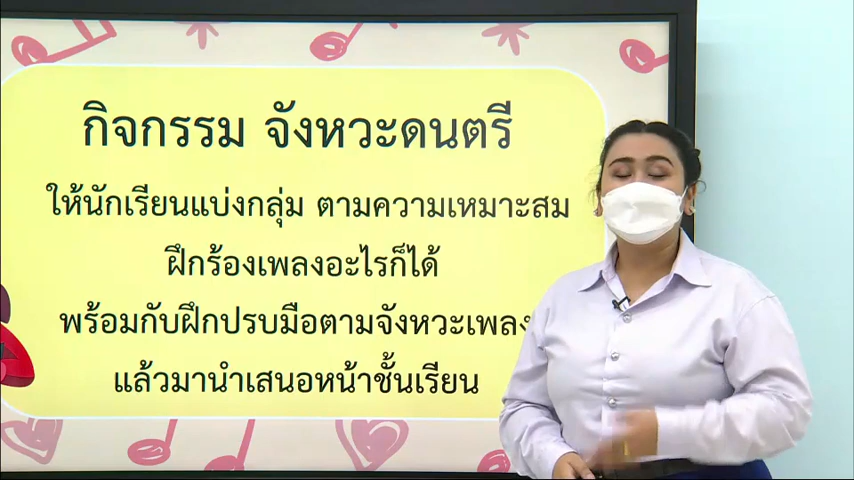 กิจกรรม จังหวะดนตรี
ให้นักเรียนแบ่งกลุ่ม ตามความเหมาะสม
ฝึกร้องเพลงอะไรก็ได้
พร้อมกับฝึกปรบมือตามจังหวะเพลง
แล้วมานำเสนอหน้าชั้นเรียน